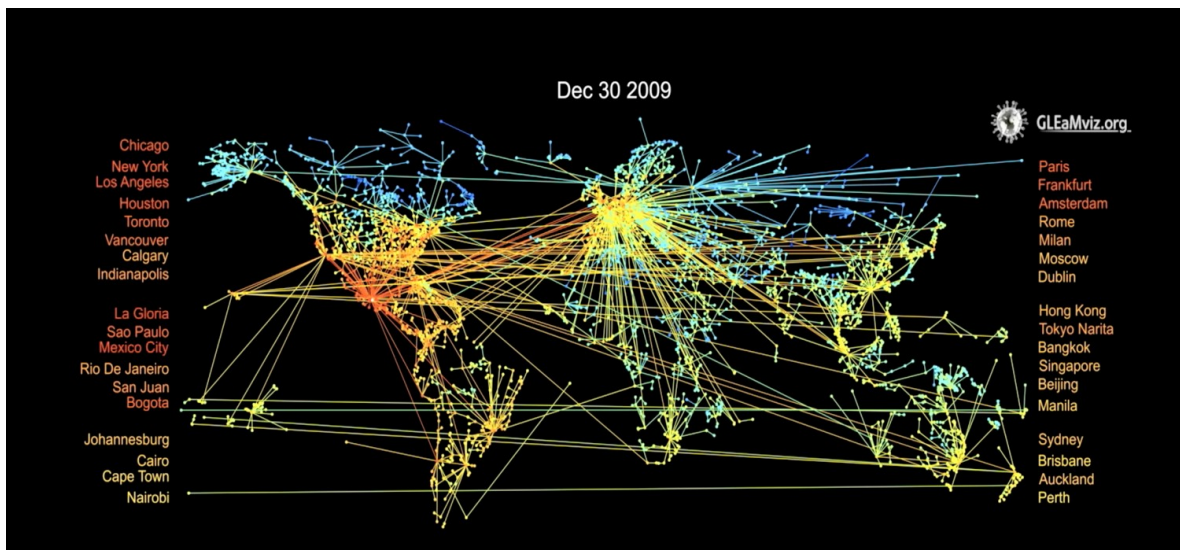 Dec 30 2009
GLEaMviz.org
Chicago
New York
Los Angeles
Houston
Toronto
Vancouver
Calgary
Indianapolis
La Gloria
Sao Paulo
Mexico City
Rio De Janeiro
San Juan
Bogota
Johannesburg
Cairo
Cape Town
Nairobi
Paris
Frankfurt
Amsterdam
Rome
Milan
Moscow
Dublin
Hong Kong
Tokyo Narita
Bangkok
Singapore
Beijing
Manila
Sydney
Brisbane
Auckland
Perth